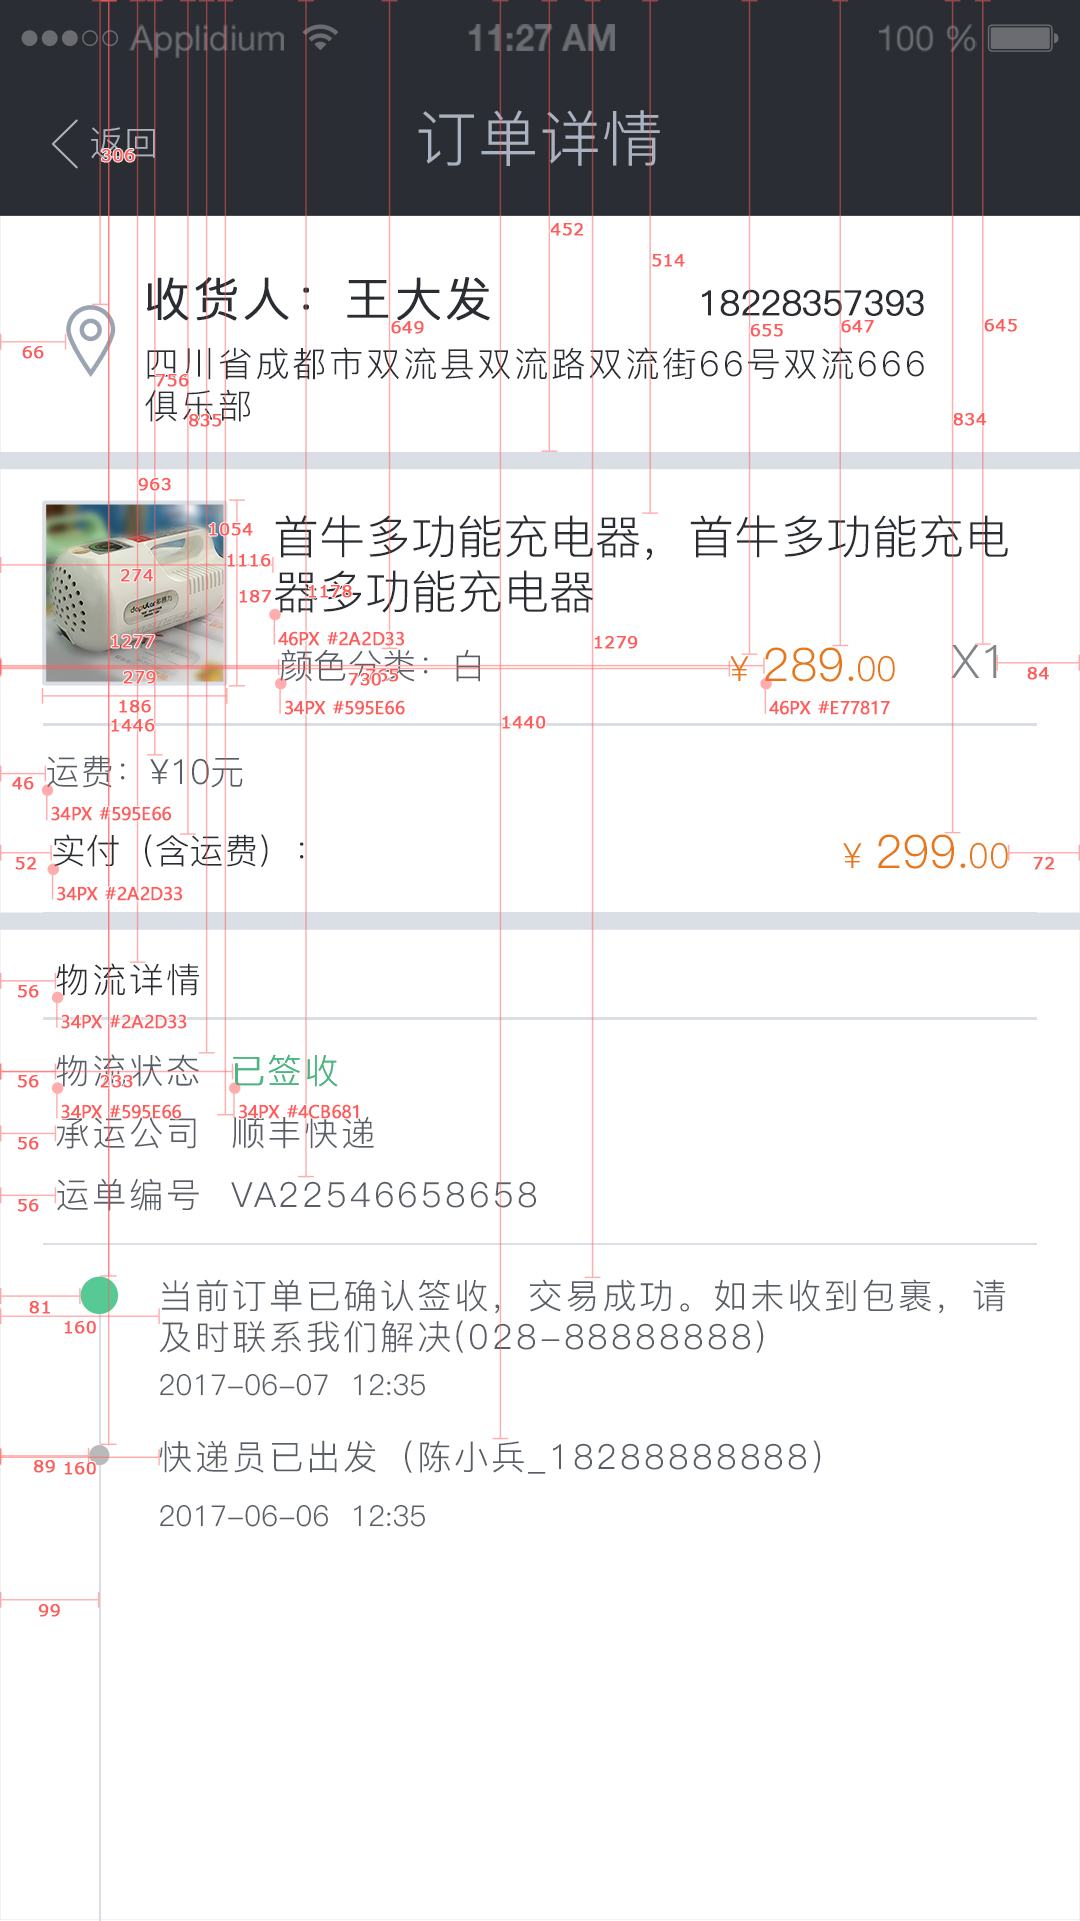 Applidium 11:27 AM 100 %
返回 订单详情
306
452
514
收货人：王大发 18228357393
649 655 647 645
66
四川省成都市双流县双流路双流街66号双流666
756
俱乐部
835 834
963
1054
首牛多功能充电器，首牛多功能充电
1116
274
器多功能充电器
187 1178
dapular多普力
46PX #2A2D33
1277 1279
颜色分类：白 ¥ 289.00 X1
279 730 765 84
186 34PX #595E66 46PX #E77817
1446 1440
运费：¥10元
46
34PX #595E66
实付（含运费）： ¥ 299.00
52 72
34PX #2A2D33
物流详情
56
34PX #2A2D33
物流状态 已签收
56 233
34PX #595E66 34PX #4CB681
承运公司 顺丰快递
56
运单编号 VA22546658658
56
当前订单已确认签收，交易成功。如未收到包裹，请
81
160
及时联系我们解决(028-88888888)
2017-06-07 12:35
快递员已出发（陈小兵_18288888888）
89 160
2017-06-06 12:35
99